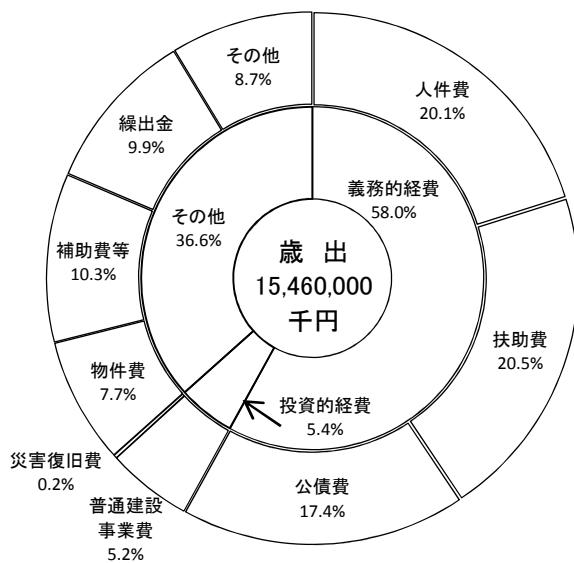 その他
8.7%
人件費
20.1%
繰出金
9.9%
義務的経費
58.0%
その他
36.6%
歳 出
15,460,000
千円
補助費等
10.3%
扶助費
20.5%
物件費
7.7%
投資的経費
5.4%
災害復旧費
0.2%
普通建設
事業費
5.2%
公債費
17.4%